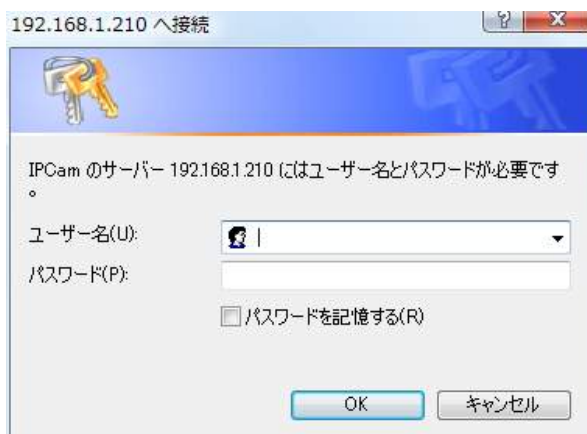 192.168.1.210 へ接続
IPCam のサーバー 192.168.1.210 にはユーザー名とパスワードが必要です
。
ユーザー名(U):
パスワード(P):
パスワードを記憶する(R)
OK キャンセル